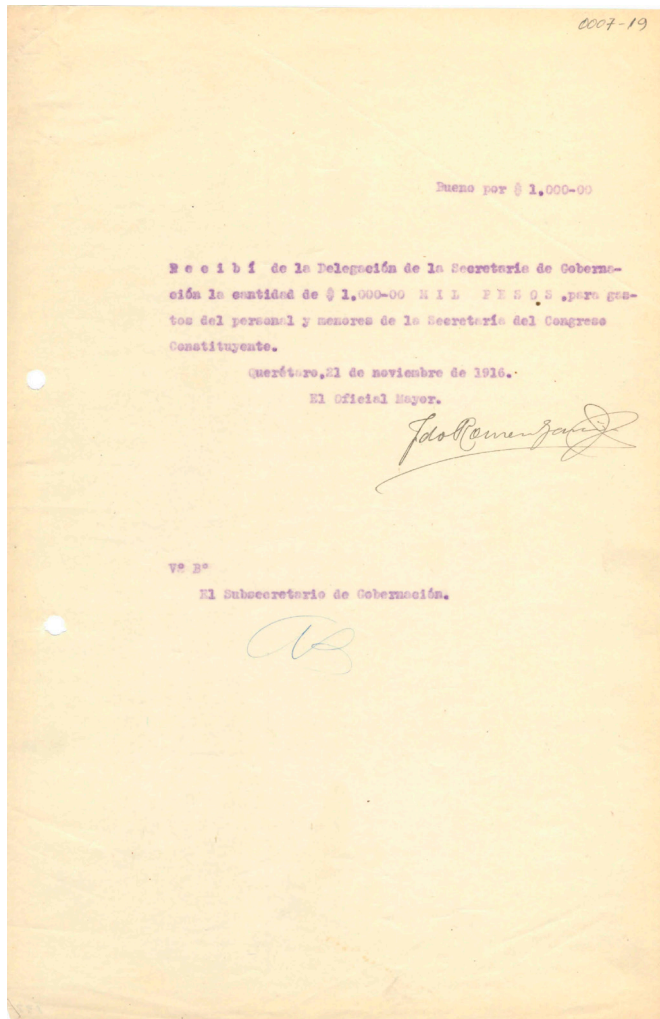 0007-19
Bueno por $ 1,000-00
R e c i b í de la Delegación de la Secretaría de Goberna-
ción la cantidad de $ 1,000-00 M I L P E S O S ,para gas-
tos del personal y menores de la Secretaría del Congreso
Constituyente.
Querétaro,21 de noviembre de 1916.
El Oficial Mayor.
Vº Bº
El Subsecretario de Gobernación.